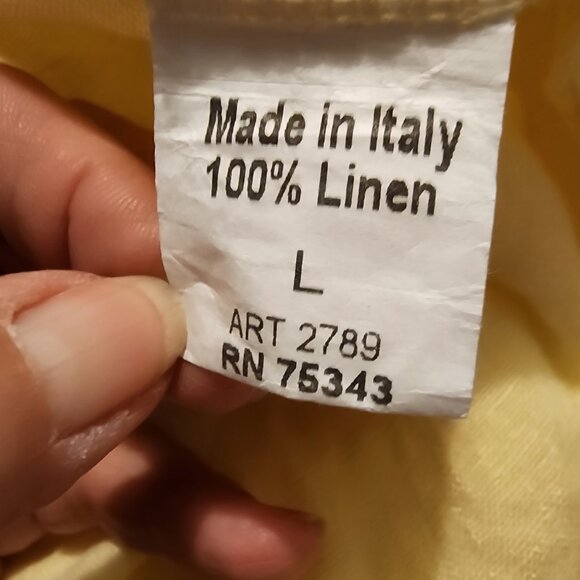 Made in Italy
100% Linen
L
ART 2789
RN 75343